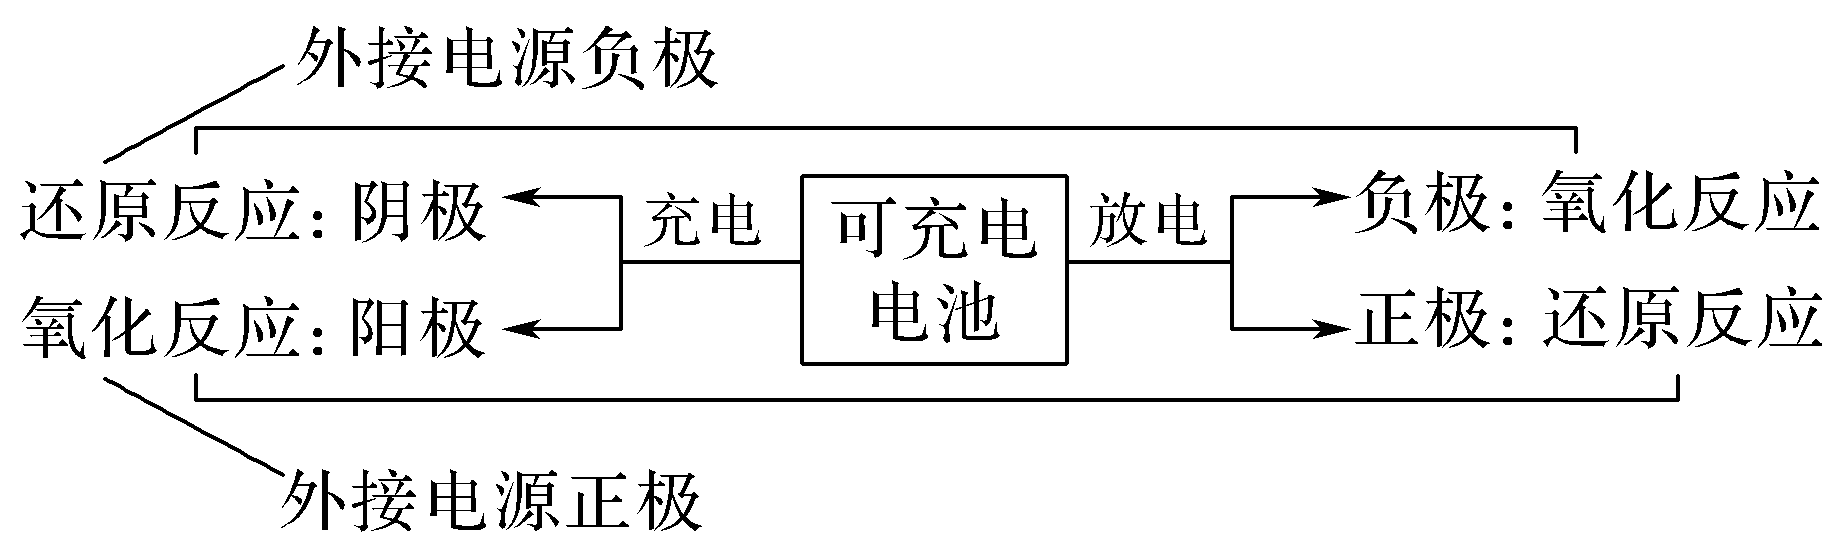 外接电源负极
还原反应:阴极
充电
可充电
电池
放电
负极:氧化反应
氧化反应:阳极
正极:还原反应
外接电源正极